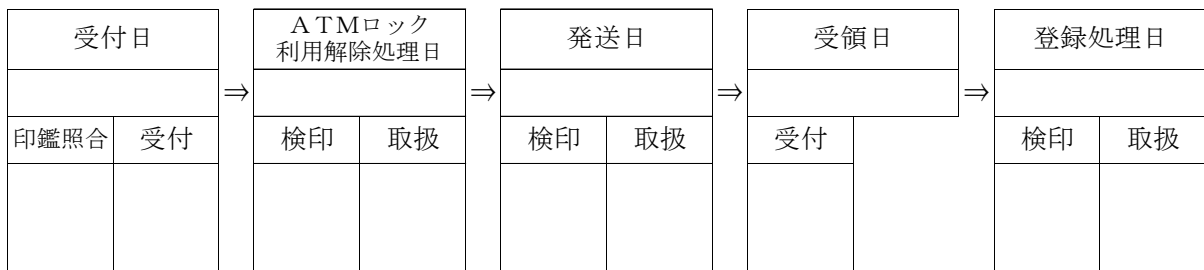 受付日
ＡＴＭロック
利用解除処理日
発送日
受領日
登録処理日
⇒
⇒
⇒
⇒
印鑑照合 受付
検印 取扱
検印 取扱
受付
検印 取扱